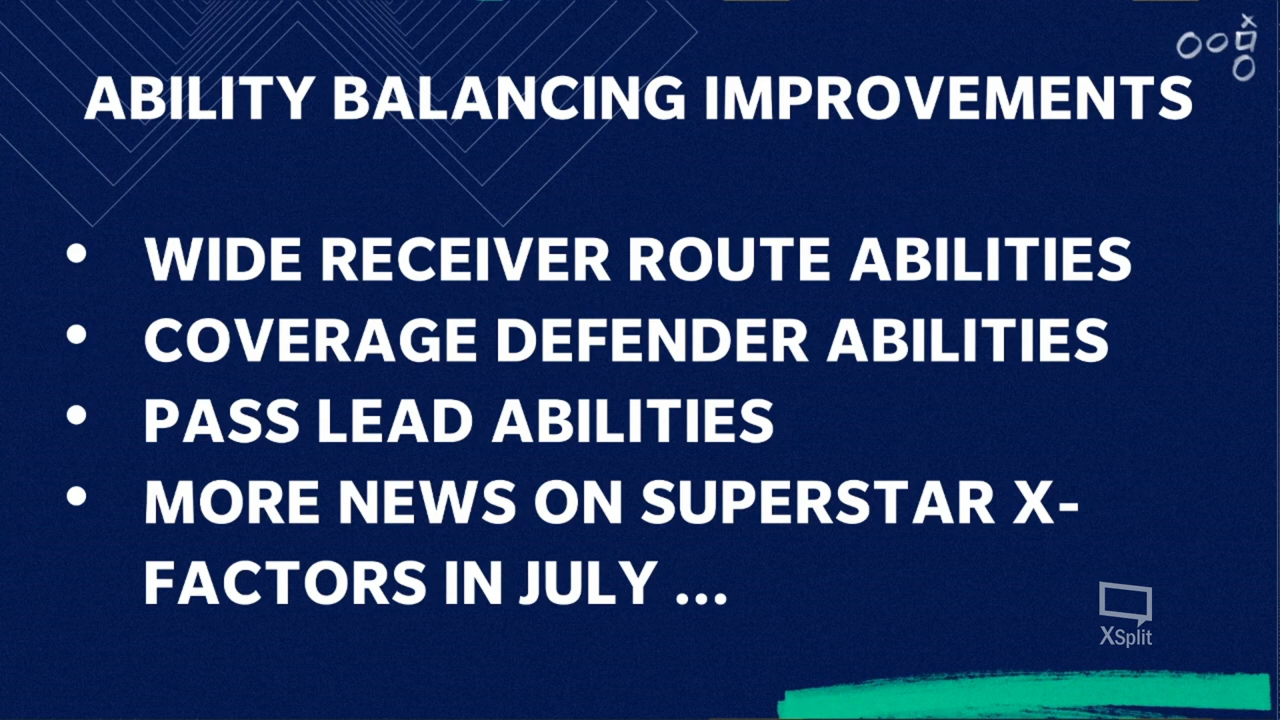 ABILITY BALANCING IMPROVEMENTS
• WIDE RECEIVER ROUTE ABILITIES
• COVERAGE DEFENDER ABILITIES
• PASS LEAD ABILITIES
• MORE NEWS ON SUPERSTAR X-
FACTORS IN JULY ...
XSplit